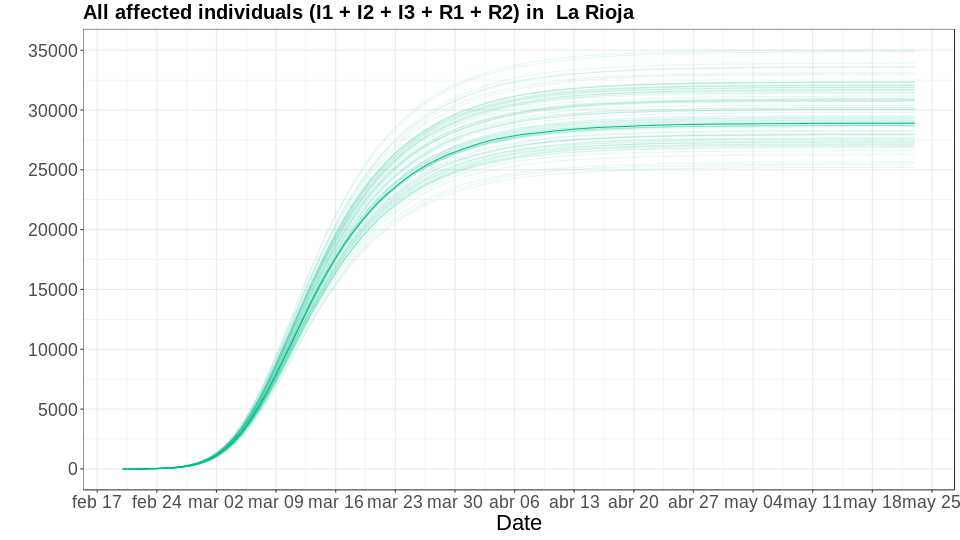 All affected individuals (I1 + I2 + I3 + R1 + R2) in  La Rioja
35000
30000
25000
20000
15000
10000
5000
0
feb 17 feb 24 mar 02 mar 09 mar 16 mar 23 mar 30 abr 06 abr 13 abr 20 abr 27 may 04 may 11 may 18 may 25
Date